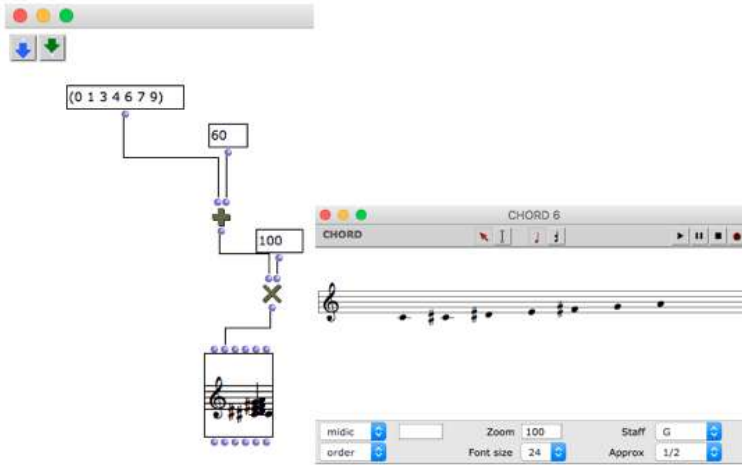 (0 1 3 4 6 7 9)
60
100
CHORD 6
CHORD
midic
Zoom 100
Staff G
order
Font size 24
Approx 1/2